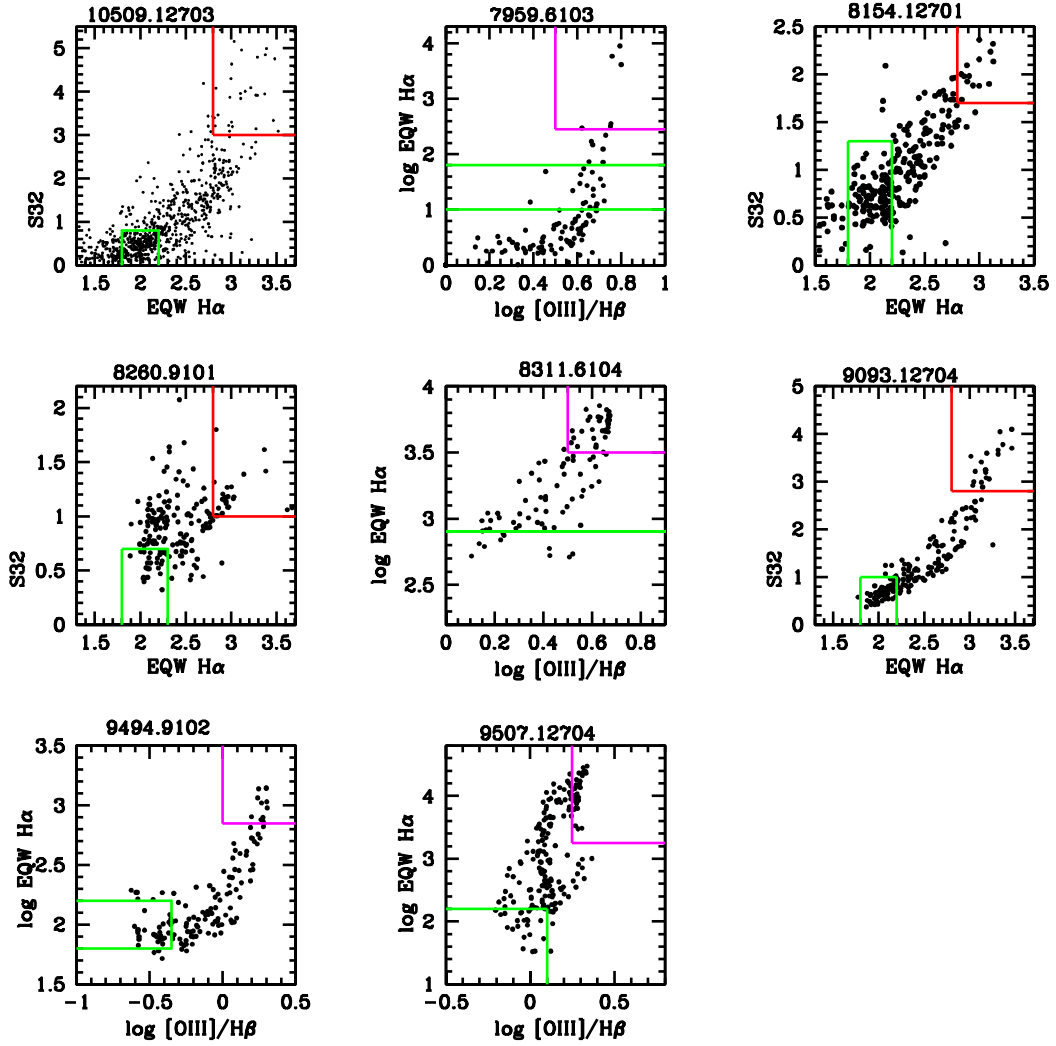 10509.12703
7959.6103
8154.12701
5
4
3
2
1
0
S32
1.5 2 2.5 3 3.5
EQW Hα
4
3
2
1
0
log EQW Hα
0 0.2 0.4 0.6 0.8 1
log [OIII]/Hβ
2.5
2
1.5
1
0.5
0
S32
1.5 2 2.5 3 3.5
EQW Hα
8260.9101
8311.6104
9093.12704
2
1.5
1
0.5
0
S32
1.5 2 2.5 3 3.5
EQW Hα
4
3.5
3
2.5
log EQW Hα
0 0.2 0.4 0.6 0.8
log [OIII]/Hβ
5
4
3
2
1
0
S32
1.5 2 2.5 3 3.5
EQW Hα
9494.9102
9507.12704
3.5
3
2.5
2
1.5
log EQW Hα
−1 −0.5 0 0.5
log [OIII]/Hβ
4
3
2
1
log EQW Hα
−0.5 0 0.5
log [OIII]/Hβ